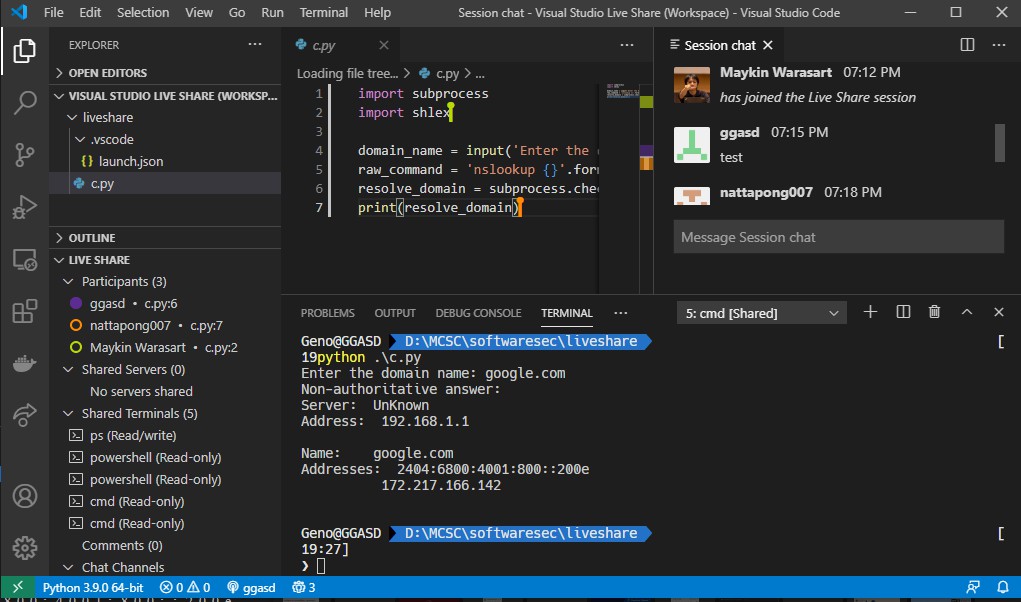 File Edit Selection View Go Run Terminal Help Session chat - Visual Studio Live Share (Workspace) - Visual Studio Code
EXPLORER
OPEN EDITORS
VISUAL STUDIO LIVE SHARE (WORKSP...
liveshare
.vscode
{} launch.json
c.py
OUTLINE
LIVE SHARE
Participants (3)
ggasd • c.py:6
nattapong007 • c.py:7
Maykin Warasart • c.py:2
Shared Servers (0)
No servers shared
Shared Terminals (5)
ps (Read/write)
powershell (Read-only)
powershell (Read-only)
cmd (Read-only)
cmd (Read-only)
Comments (0)
Chat Channels
c.py
Loading file tree... > c.py > ...
1 import subprocess
2 import shlex
3
4 domain_name = input('Enter the
5 raw_command = 'nslookup {}'.for
6 resolve_domain = subprocess.che
7 print(resolve_domain)
Session chat
Maykin Warasart 07:12 PM
has joined the Live Share session
ggasd 07:15 PM
test
nattapong007 07:18 PM
Message Session chat
PROBLEMS OUTPUT DEBUG CONSOLE TERMINAL ... 5: cmd [Shared]
Geno@GGASD D:\MCSC\softwaresec\liveshare [
19python .\c.py
Enter the domain name: google.com
Non-authoritative answer:
Server: UnKnown
Address: 192.168.1.1
Name: google.com
Addresses: 2404:6800:4001:800::200e
172.217.166.142
Geno@GGASD D:\MCSC\softwaresec\liveshare [
19:27]
❯
Python 3.9.0 64-bit 0 0 ggasd 3